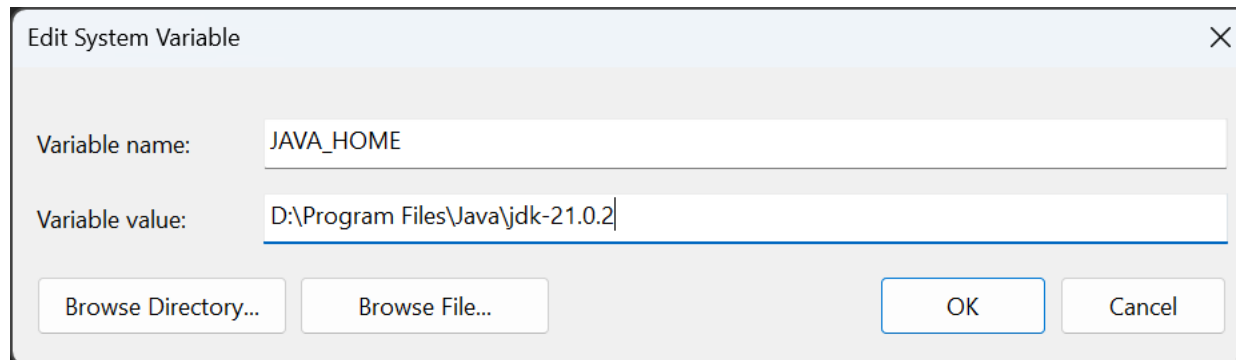 Edit System Variable
Variable name: JAVA_HOME
Variable value: D:\Program Files\Java\jdk-21.0.2
Browse Directory... Browse File... OK Cancel